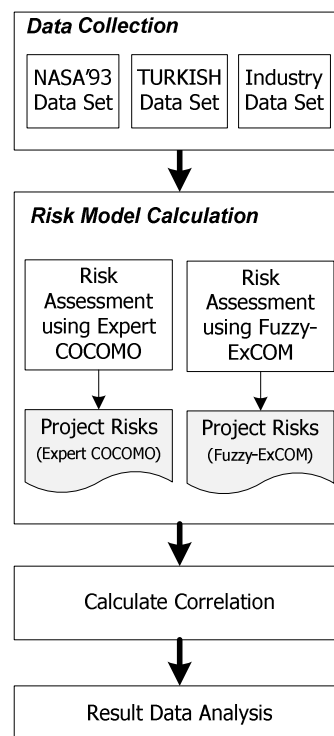 Data Collection
NASA'93
Data Set
TURKISH
Data Set
Industry
Data Set
Risk Model Calculation
Risk
Assessment
using Expert
COCOMO
Risk
Assessment
using Fuzzy-
ExCOM
Project Risks
(Expert COCOMO)
Project Risks
(Fuzzy-ExCOM)
Calculate Correlation
Result Data Analysis